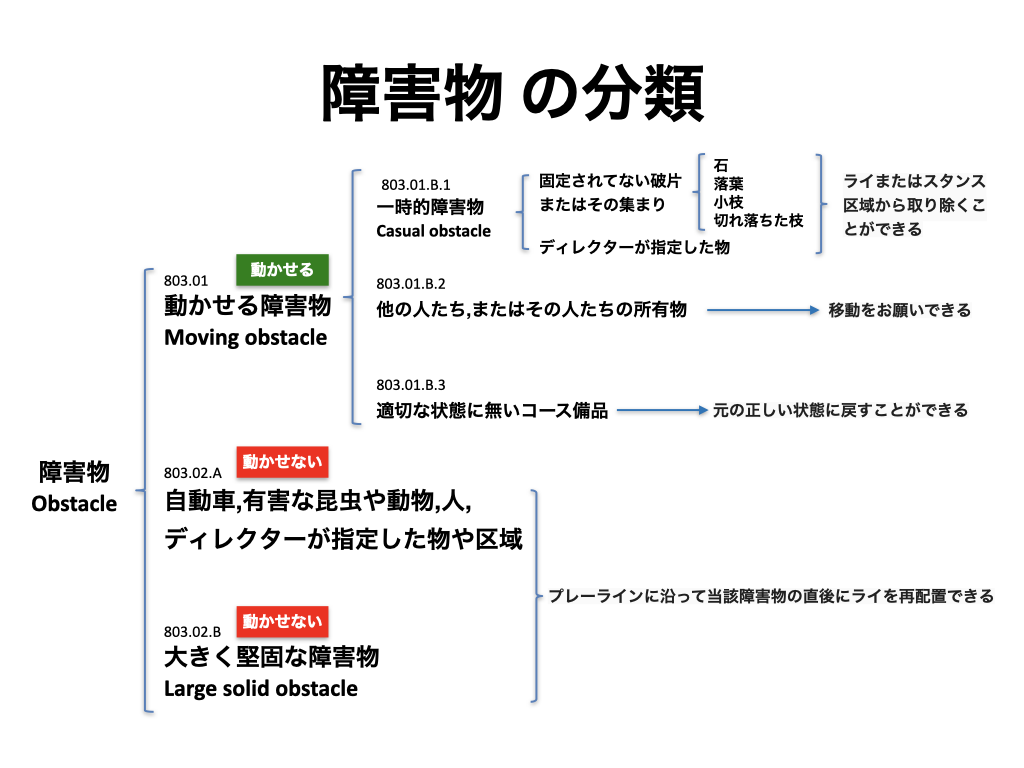 障害物 の分類
803.01.B.1
一時的障害物
Casual obstacle
固定されてない破片
またはその集まり
ディレクターが指定した物
石
落葉
小枝
切れ落ちた枝
ライまたはスタンス
区域から取り除くこ
とができる
803.01
動かせる
動かせる障害物
Moving obstacle
803.01.B.2
他の人たち,またはその人たちの所有物
移動をお願いできる
803.01.B.3
適切な状態に無いコース備品
元の正しい状態に戻すことができる
障害物
Obstacle
803.02.A
動かせない
自動車,有害な昆虫や動物,人,
ディレクターが指定した物や区域
プレーラインに沿って当該障害物の直後にライを再配置できる
803.02.B
動かせない
大きく堅固な障害物
Large solid obstacle